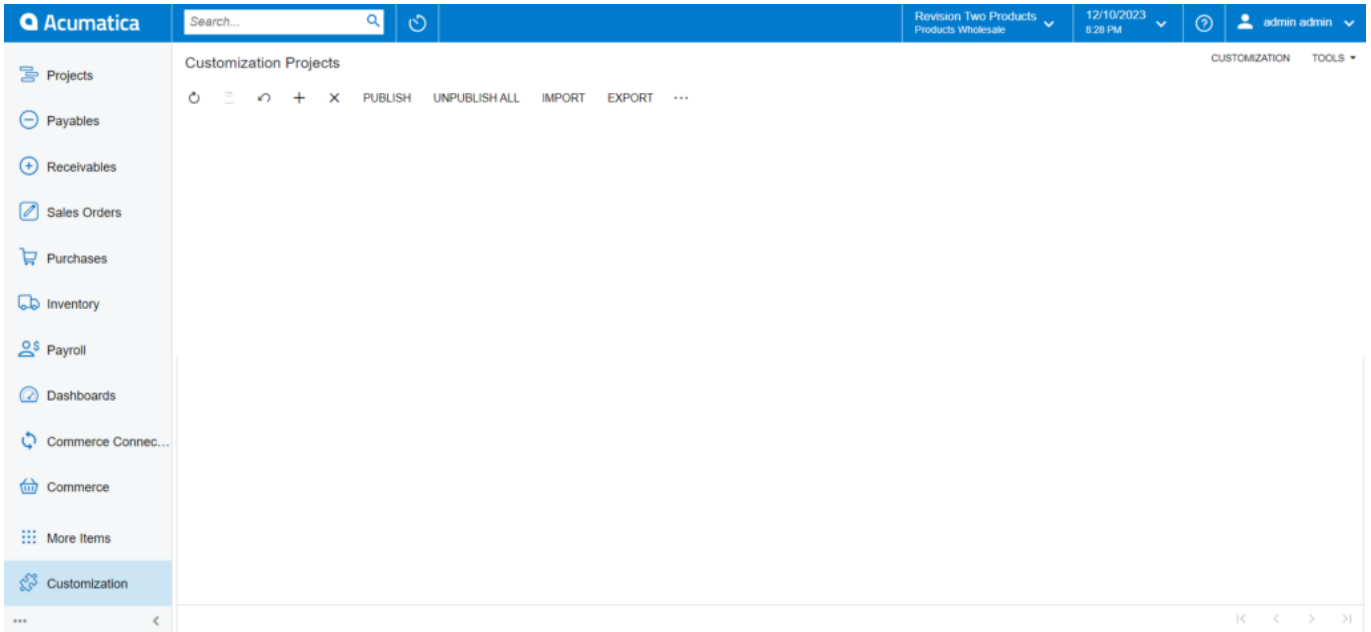 Acumatica
Search...
Revision Two Products
Products Wholesale
12/10/2023
8:28 PM
admin admin
Projects
Payables
Receivables
Sales Orders
Purchases
Inventory
Payroll
Dashboards
Commerce Connec...
Commerce
More Items
Customization
Customization Projects
CUSTOMIZATION TOOLS
PUBLISH UNPUBLISH ALL IMPORT EXPORT